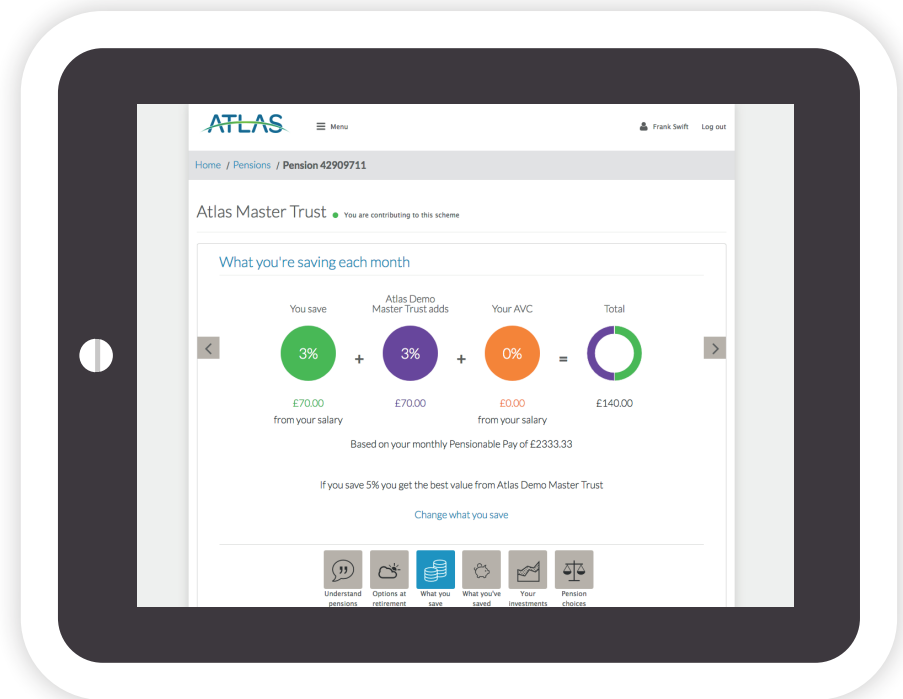 ATLAS
Menu
Frank Swift Log out
Home / Pensions / Pension 42909711
Atlas Master Trust You are contributing to this scheme
What you're saving each month
You save
Atlas Demo
Master Trust adds
Your AVC
Total
3% + 3% + 0% =
£70.00 £70.00 £0.00 £140.00
from your salary from your salary
Based on your monthly Pensionable Pay of £2333.33
If you save 5% you get the best value from Atlas Demo Master Trust
Change what you save
Understand
pensions
Options at
retirement
What you
save
What you've
saved
Your
investments
Pension
choices